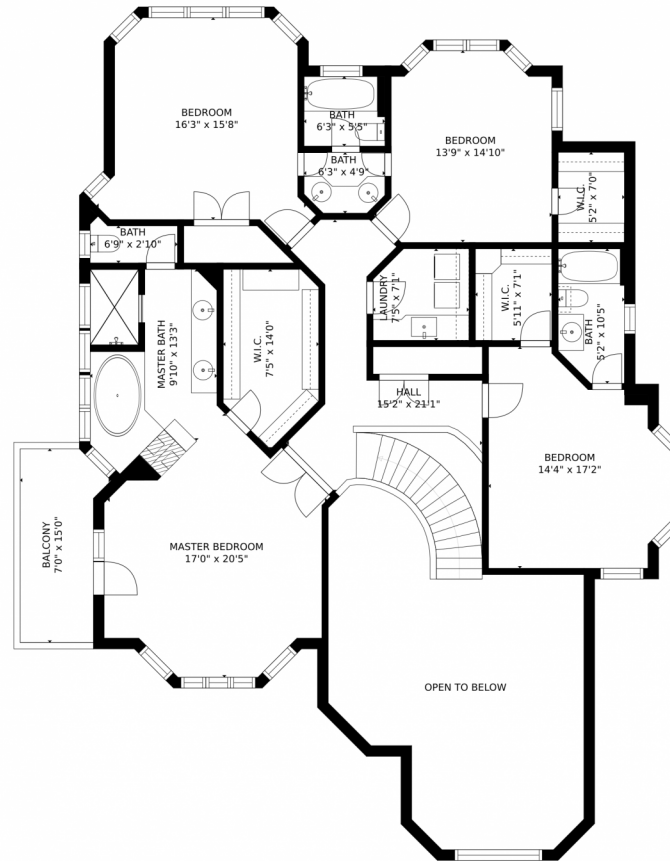 BEDROOM
16'3" x 15'8"
BATH
6'3" x 5'5"
BEDROOM
13'9" x 14'10"
BATH
6'3" x 4'9"
W.I.C.
5'2" x 7'0"
BATH
6'9" x 2'10"
LAUNDRY
7'5" x 7'1"
W.I.C.
5'11" x 7'1"
BATH
5'2" x 10'5"
MASTER BATH
9'10" x 13'3"
W.I.C.
7'5" x 14'0"
HALL
15'2" x 21'1"
BEDROOM
14'4" x 17'2"
BALCONY
7'0" x 15'0"
MASTER BEDROOM
17'0" x 20'5"
OPEN TO BELOW